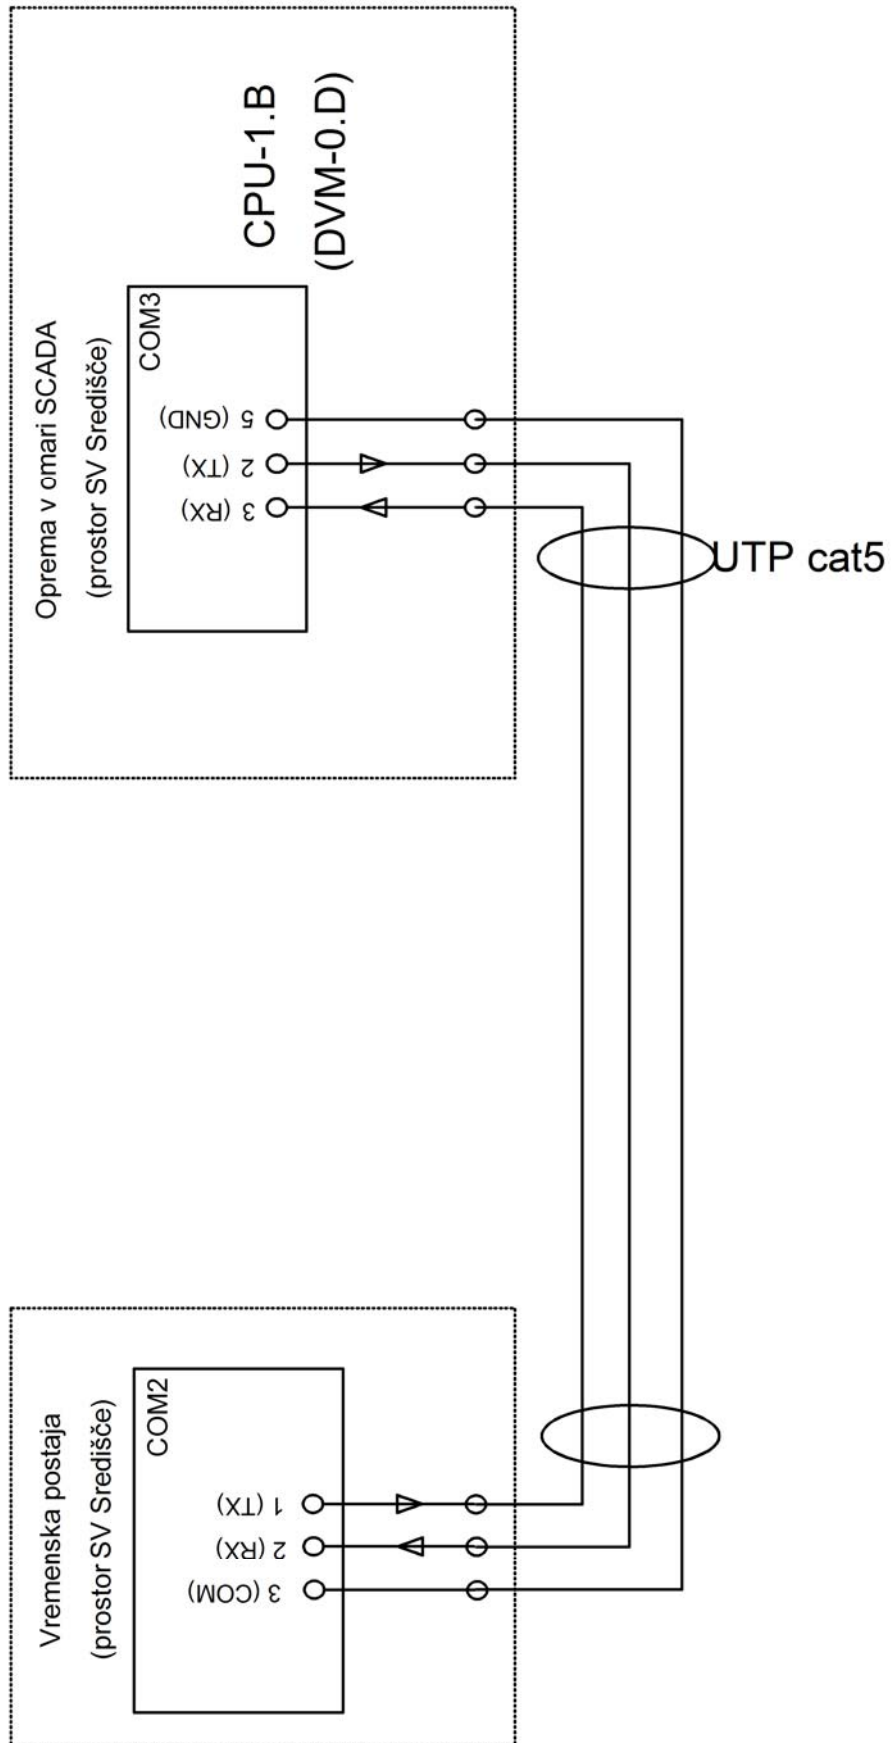 Oprema v omari SCADA
(prostor SV Središče)
CPU-1.B
(DVM-0.D)
COM3
5 (GND)
2 (TX)
3 (RX)
UTP cat5
Vremenska postaja
(prostor SV Središče)
COM2
1 (TX)
2 (RX)
3 (COM)